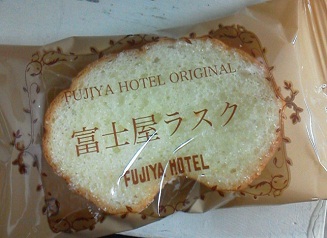 FUJIYA HOTEL ORIGINAL
富士屋ラスク
FUJIYA HOTEL